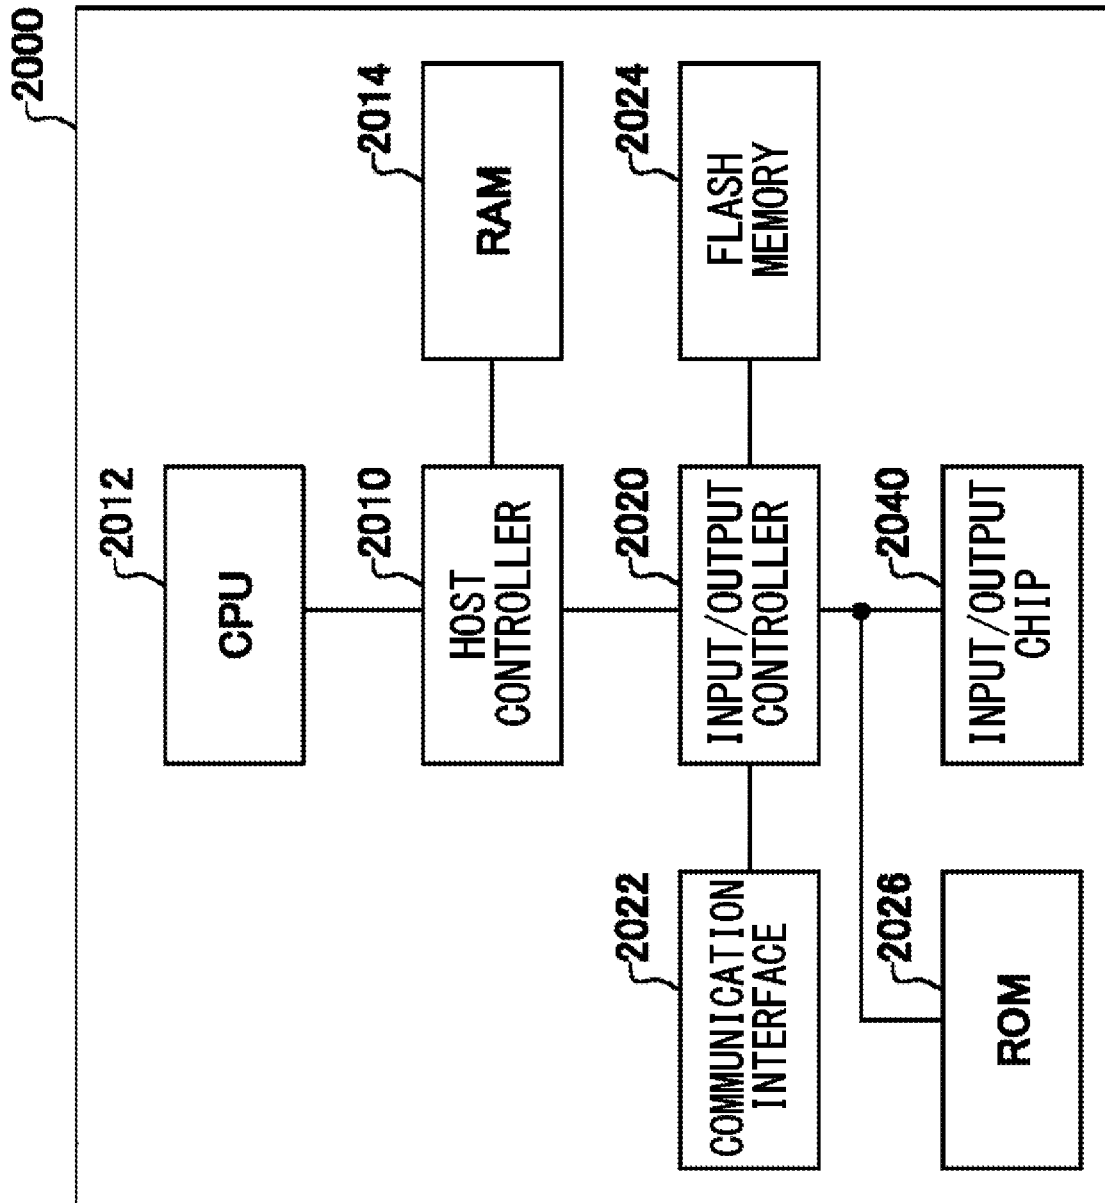 2000
2012
CPU
2010
HOST
CONTROLLER
2014
RAM
2020
INPUT/OUTPUT
CONTROLLER
2024
FLASH
MEMORY
2022
COMMUNICATION
INTERFACE
2026
ROM
2040
INPUT/OUTPUT
CHIP